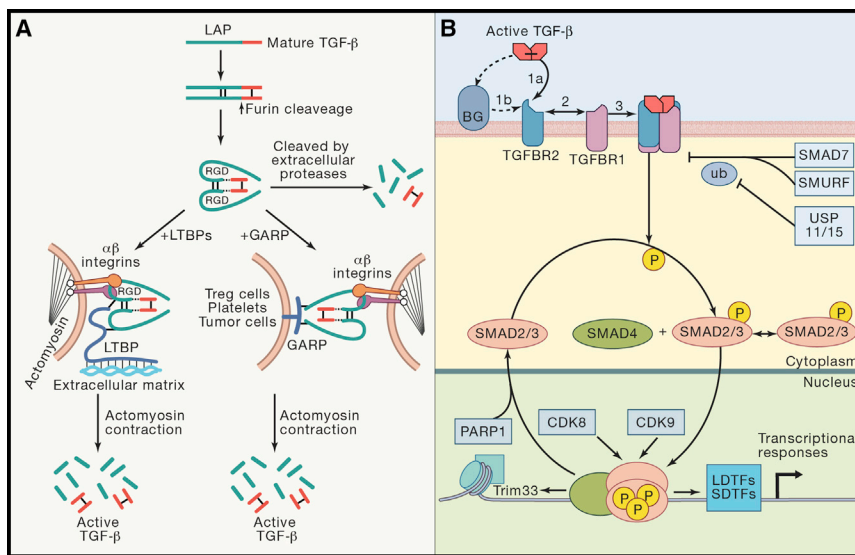 A
LAP
Mature TGF-β
Furin cleaveage
RGD
RGD
Cleaved by
extracellular
proteases
+LTBPs
+GARP
αβ
integrins
RGD
Actomyosin
LTBP
Extracellular matrix
αβ
integrins
Treg cells
Platelets
Tumor cells
GARP
Actomyosin
contraction
Actomyosin
contraction
Active
TGF-β
Active
TGF-β
B
Active TGF-β
1a
BG
1b
2
3
TGFBR2
TGFBR1
SMAD7
ub
SMURF
USP
11/15
P
SMAD2/3
SMAD4
+
P
SMAD2/3
P
SMAD2/3
Cytoplasm
Nucleus
PARP1
CDK8
CDK9
Transcriptiona
responses
Trim33
P
P
P
LDTFs
SDTFs